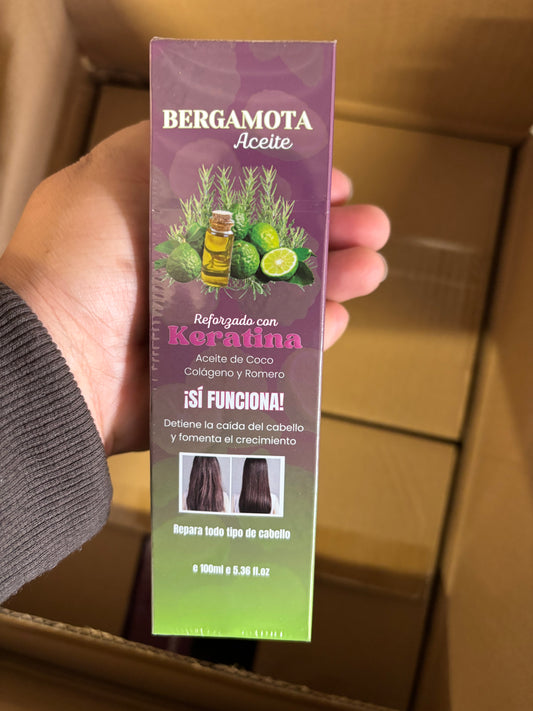 BERGAMOTA
Aceite
Reforzado con
Keratina
Aceite de Coco
Colágeno y Romero
¡SÍ FUNCIONA!
Detiene la caída del cabello
y fomenta el crecimiento
Repara todo tipo de cabello
e 100ml e 5.36 fl.oz